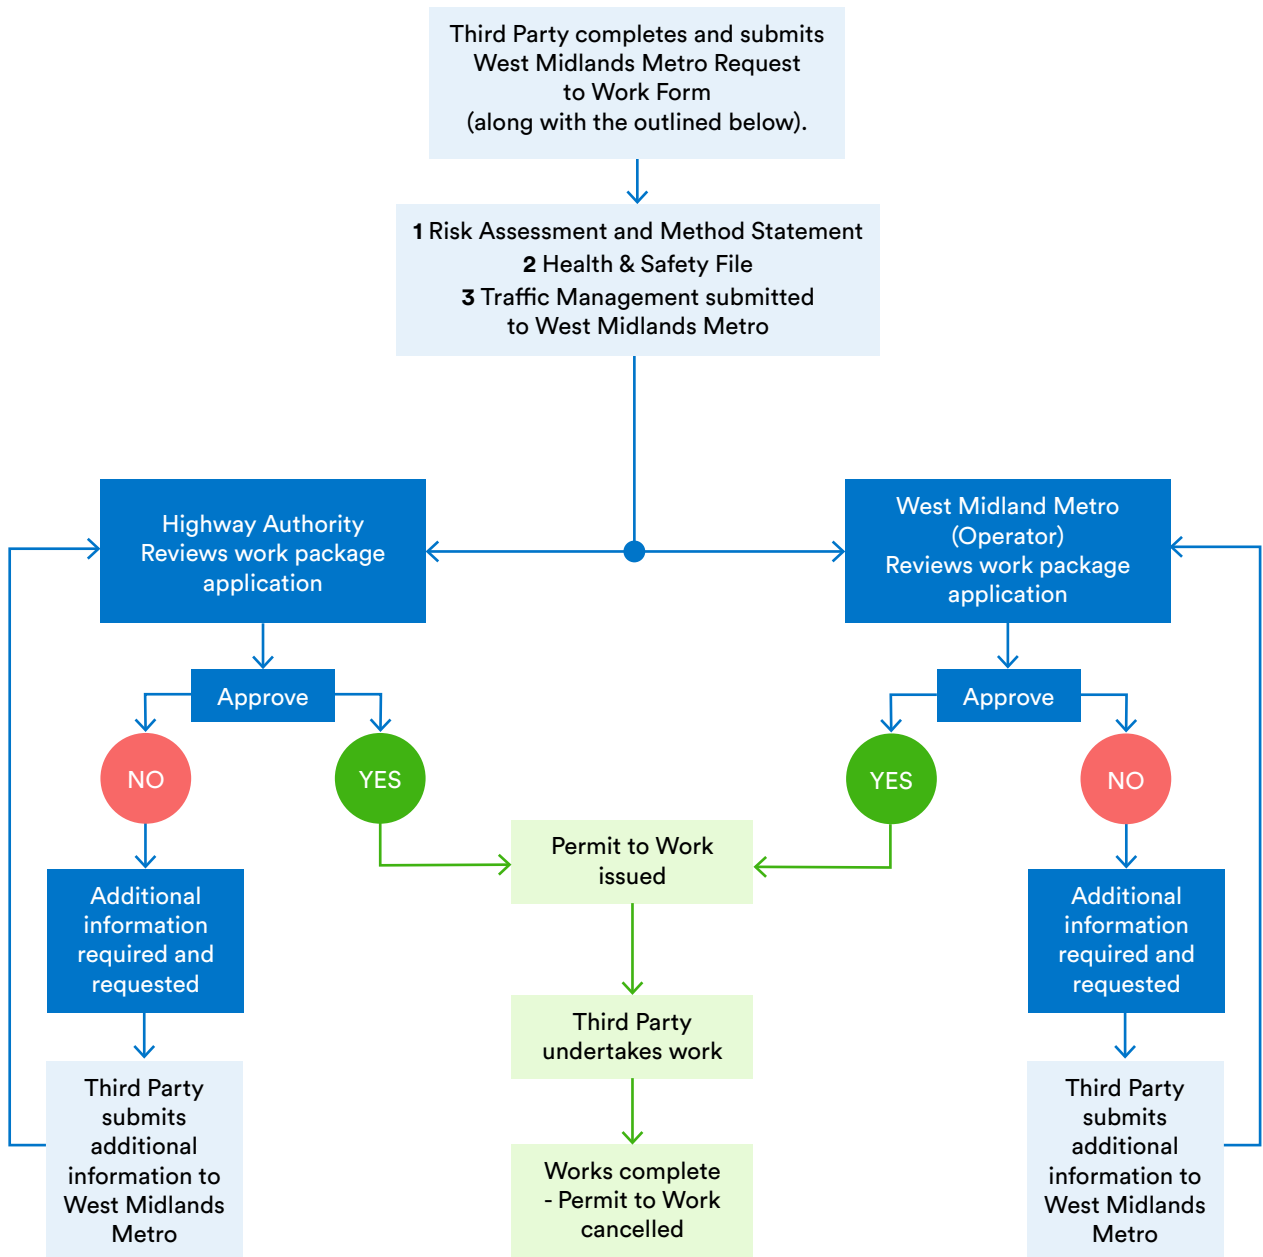 Third Party completes and submits
West Midlands Metro Request
to Work Form
(along with the outlined below).
1 Risk Assessment and Method Statement
2 Health & Safety File
3 Traffic Management submitted
to West Midlands Metro
Highway Authority
Reviews work package
application
West Midland Metro
(Operator)
Reviews work package
application
Approve
Approve
NO
YES
YES
NO
Permit to Work
issued
Additional
information
required and
requested
Additional
information
required and
requested
Third Party
undertakes work
Third Party
submits
additional
information to
West Midlands
Metro
Third Party
submits
additional
information to
West Midlands
Metro
Works complete
- Permit to Work
cancelled